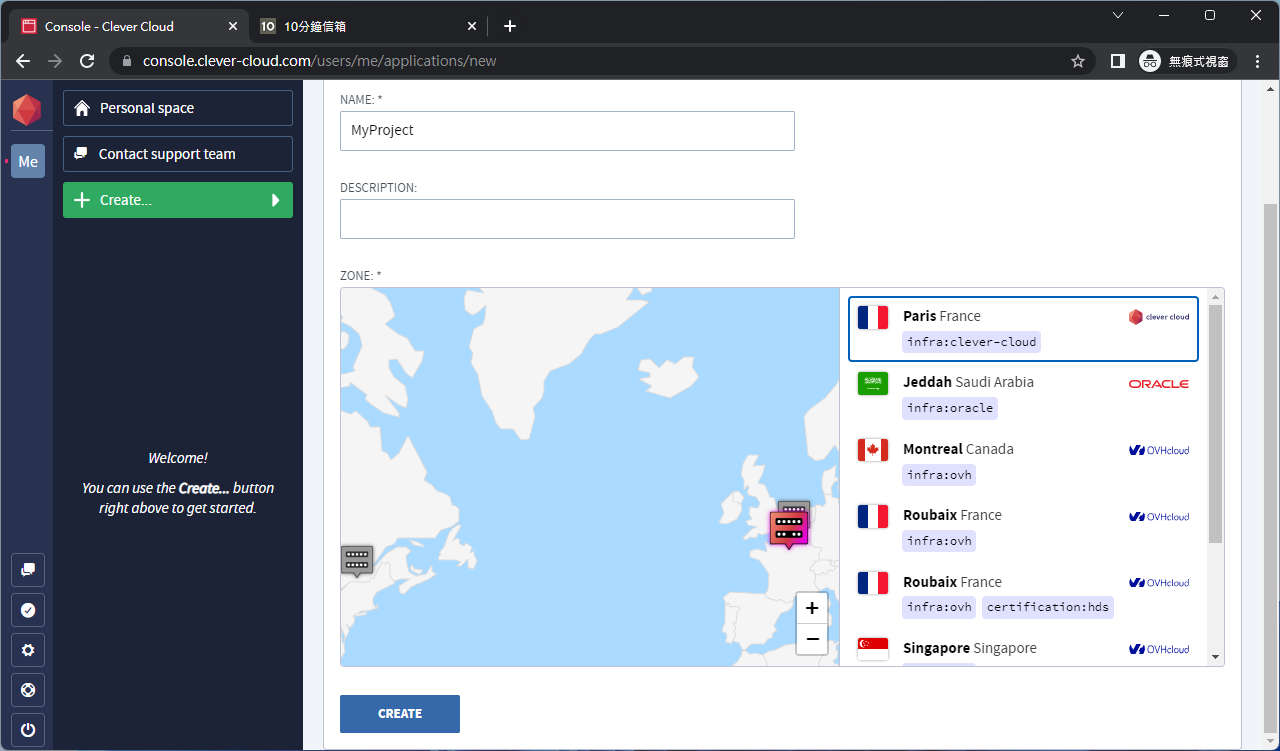 Console - Clever Cloud
10 10分鐘信箱
console.clever-cloud.com/users/me/applications/new
無痕式視窗
Me
Personal space
Contact support team
Create...
Welcome!
You can use the Create... button
right above to get started.
NAME: *
MyProject
DESCRIPTION:
ZONE: *
+
−
Paris France
clever cloud
infra:clever-cloud
Jeddah Saudi Arabia
ORACLE
infra:oracle
Montreal Canada
OVHcloud
infra:ovh
Roubaix France
OVHcloud
infra:ovh
Roubaix France
OVHcloud
infra:ovh certification:hds
Singapore Singapore
OVHcloud
CREATE